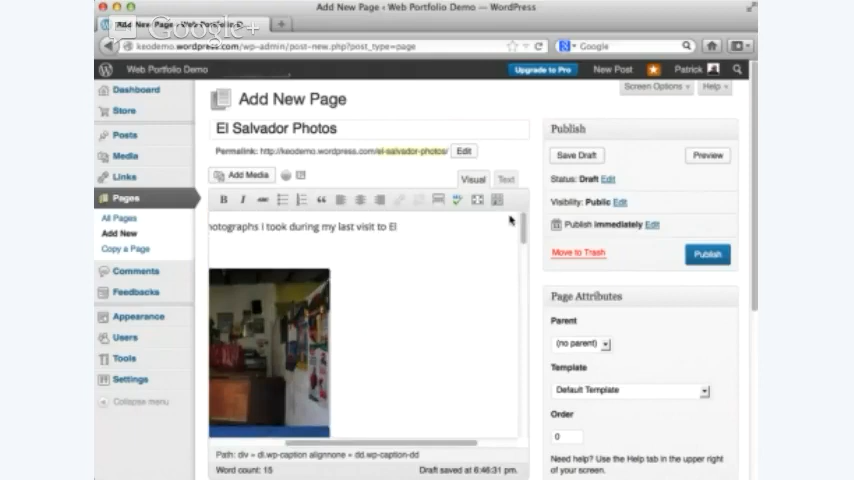 Add New Page ‹ Web Portfolio Demo — WordPress
Google+
Add New Page ‹ Web Portfolio D...
keodemo.wordpress.com/wp-admin/post-new.php?post_type=page
Google
Web Portfolio Demo
Upgrade to Pro
New Post
Patrick
Screen Options
Help
Dashboard
Store
Posts
Media
Links
Pages
All Pages
Add New
Copy a Page
Comments
Feedbacks
Appearance
Users
Tools
Settings
Collapse menu
Add New Page
El Salvador Photos
Permalink: http://keodemo.wordpress.com/el-salvador-photos/ Edit
Add Media
Visual
Text
B I ABC
hotographs I took during my last visit to El
Path: div » dl.wp-caption alignnone » dd.wp-caption-dd
Word count: 15
Draft saved at 6:46:31 pm.
Publish
Save Draft
Preview
Status: Draft Edit
Visibility: Public Edit
Publish immediately Edit
Move to Trash
Publish
Page Attributes
Parent
(no parent)
Template
Default Template
Order
0
Need help? Use the Help tab in the upper right
of your screen.